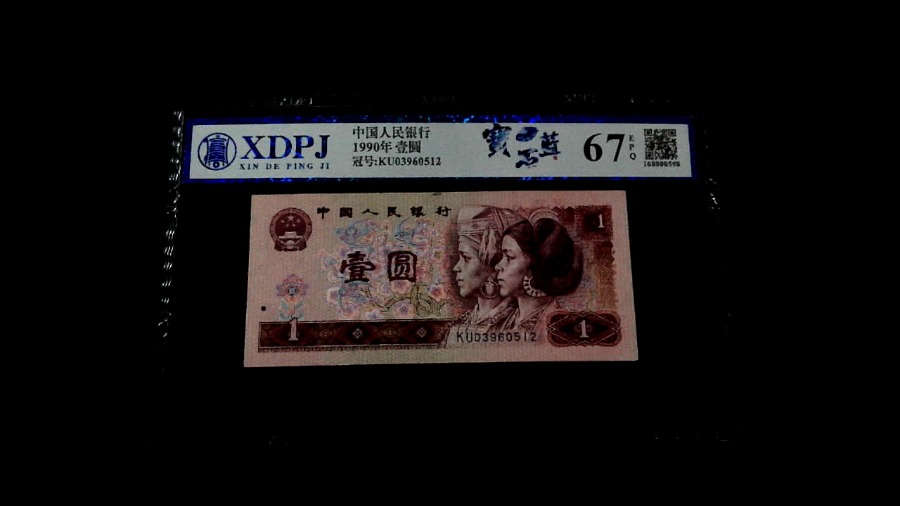 XDPJ
XIN DE PING JI
中国人民银行
1990年 壹圆
冠号:KU03960512
67
EPQ
中国人民银行
1
壹圆
1
1
KU03960512